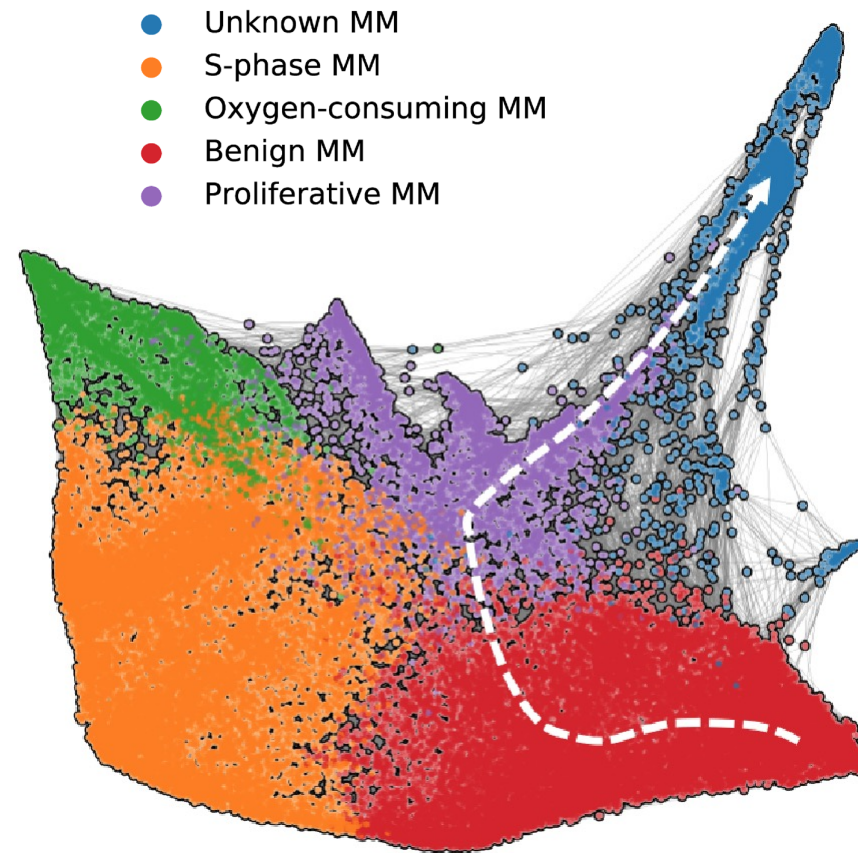 Unknown MM
S-phase MM
Oxygen-consuming MM
Benign MM
Proliferative MM